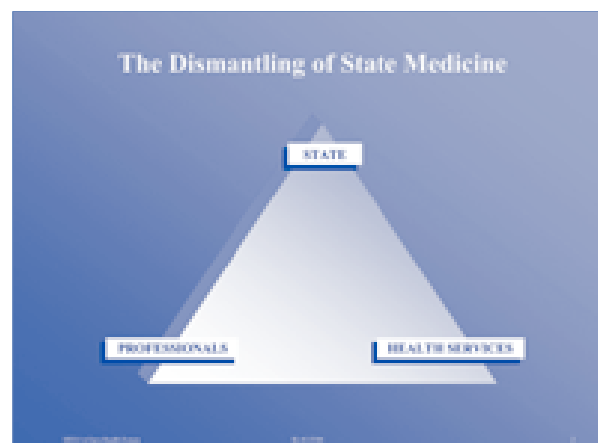 The Dismantling of State Medicine
STATE
PROFESSIONALS
HEALTH SERVICES